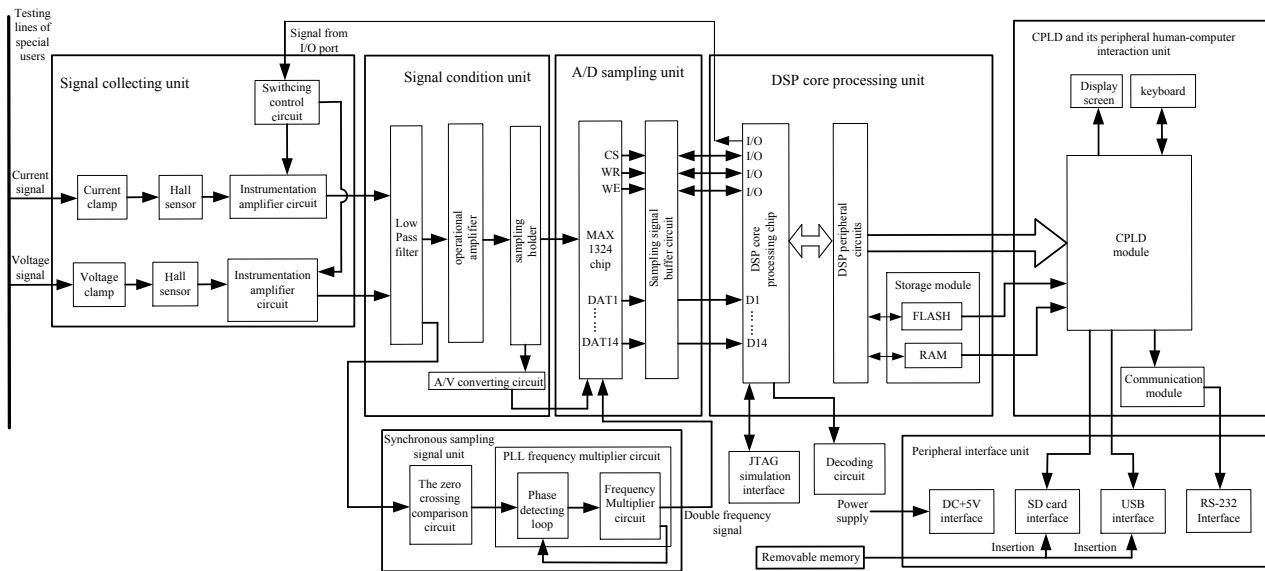 Testing
lines of
special
users
Signal from
I/O port
Signal collecting unit
Swithcing
control
circuit
Current
signal
Current
clamp
Hall
sensor
Instrumentation
amplifier circuit
Voltage
signal
Voltage
clamp
Hall
sensor
Instrumentation
amplifier
circuit
Signal condition unit
Low
Pass
filter
operational
amplifier
sampling
holder
A/V converting circuit
A/D sampling unit
CS
WR
WE
MAX
1324
chip
DAT1
......
DAT14
Sampling signal
buffer circuit
DSP core processing unit
I/O
I/O
I/O
I/O
DSP core
processing chip
D1
......
D14
DSP peripheral
circuits
Storage module
FLASH
RAM
CPLD and its peripheral human-computer
interaction unit
Display
screen
keyboard
CPLD
module
Communication
module
Synchronous sampling
signal unit
PLL frequency multiplier circuit
The zero
crossing
comparison
circuit
Phase
detecting
loop
Frequency
Multiplier
circuit
Double frequency
signal
JTAG
simulation
interface
Decoding
circuit
Peripheral interface unit
Power
supply
DC+5V
interface
SD card
interface
USB
interface
RS-232
Interface
Removable memory
Insertion
Insertion